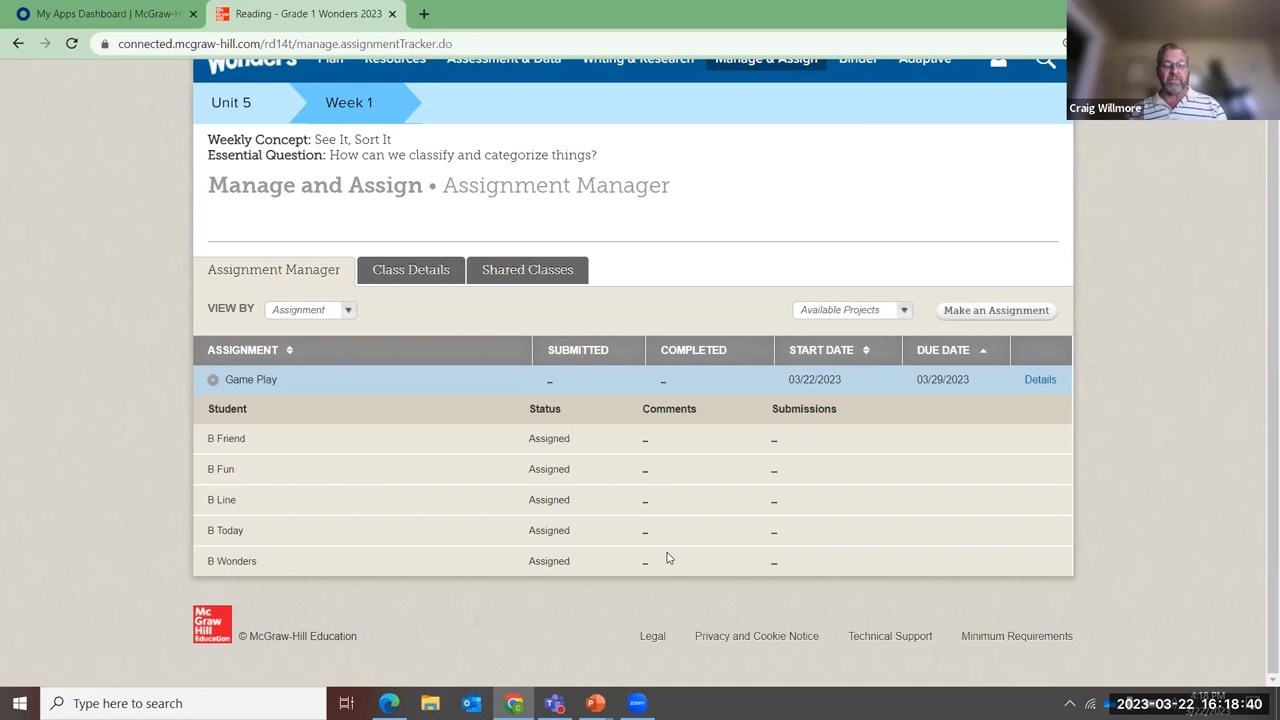 My Apps Dashboard | McGraw-H
Reading - Grade 1 Wonders 2023
connected.mcgraw-hill.com/rd14t/manage.assignmentTracker.do
Wonders Plan Resources Assessment & Data Writing & Research Manage & Assign Binder Adaptive
Craig Willmore
Unit 5 Week 1
Weekly Concept: See It, Sort It
Essential Question: How can we classify and categorize things?
Manage and Assign • Assignment Manager
Assignment Manager Class Details Shared Classes
VIEW BY Assignment Available Projects Make an Assignment
ASSIGNMENT SUBMITTED COMPLETED START DATE DUE DATE
Game Play – – 03/22/2023 03/29/2023 Details
Student Status Comments Submissions
B Friend Assigned – –
B Fun Assigned – –
B Line Assigned – –
B Today Assigned – –
B Wonders Assigned – –
Mc
Graw
Hill
Education
© McGraw-Hill Education Legal Privacy and Cookie Notice Technical Support Minimum Requirements
Type here to search
zoom
4:18 PM
2023-03-22 16:18:40